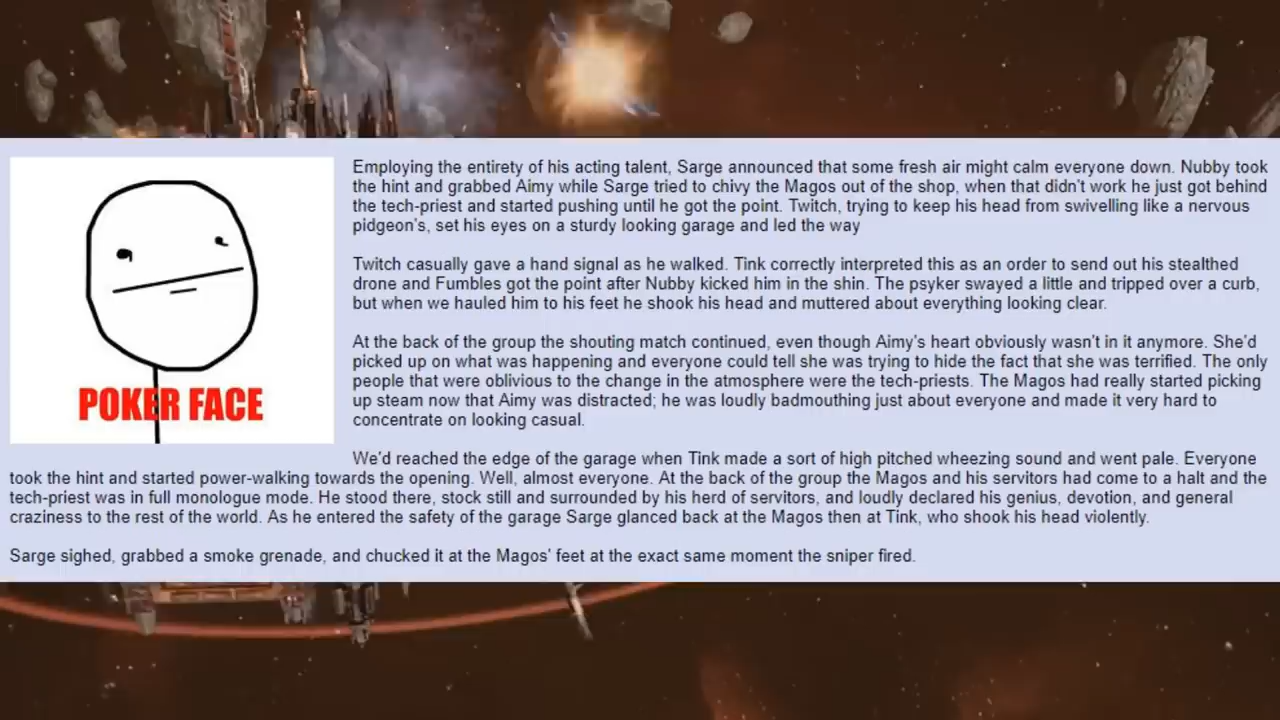 Employing the entirety of his acting talent, Sarge announced that some fresh air might calm everyone down. Nubby took
the hint and grabbed Aimy while Sarge tried to chivy the Magos out of the shop, when that didn't work he just got behind
the tech-priest and started pushing until he got the point. Twitch, trying to keep his head from swivelling like a nervous
pidgeon's, set his eyes on a sturdy looking garage and led the way
Twitch casually gave a hand signal as he walked. Tink correctly interpreted this as an order to send out his stealthed
drone and Fumbles got the point after Nubby kicked him in the shin. The psyker swayed a little and tripped over a curb,
but when we hauled him to his feet he shook his head and muttered about everything looking clear.
At the back of the group the shouting match continued, even though Aimy's heart obviously wasn't in it anymore. She'd
picked up on what was happening and everyone could tell she was trying to hide the fact that she was terrified. The only
people that were oblivious to the change in the atmosphere were the tech-priests. The Magos had really started picking
up steam now that Aimy was distracted; he was loudly badmouthing just about everyone and made it very hard to
concentrate on looking casual.
POKER FACE
We'd reached the edge of the garage when Tink made a sort of high pitched wheezing sound and went pale. Everyone
took the hint and started power-walking towards the opening. Well, almost everyone. At the back of the group the Magos and his servitors had come to a halt and the
tech-priest was in full monologue mode. He stood there, stock still and surrounded by his herd of servitors, and loudly declared his genius, devotion, and general
craziness to the rest of the world. As he entered the safety of the garage Sarge glanced back at the Magos then at Tink, who shook his head violently.
Sarge sighed, grabbed a smoke grenade, and chucked it at the Magos' feet at the exact same moment the sniper fired.